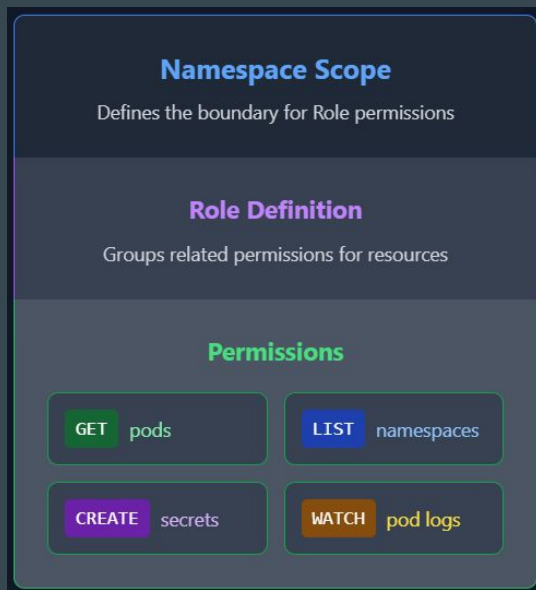 Namespace Scope
Defines the boundary for Role permissions
Role Definition
Groups related permissions for resources
Permissions
GET pods
LIST namespaces
CREATE secrets
WATCH pod logs